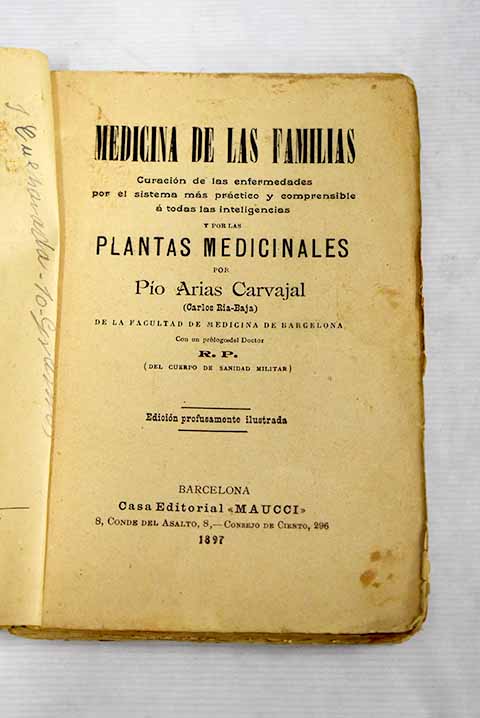 MEDICINA DE LAS FAMILIAS
Curación de las enfermedades
por el sistema más práctico y comprensible
á todas las inteligencias
Y POR LAS
PLANTAS MEDICINALES
POR
Pío Arias Carvajal
(Carlos Ría-Baja)
DE LA FACULTAD DE MEDICINA DE BARCELONA
Con un prólogo del Doctor
R. P.
(DEL CUERPO DE SANIDAD MILITAR)
Edición profusamente ilustrada
BARCELONA
Casa Editorial «MAUCCI»
8, CONDE DEL ASALTO, 8,—CONSEJO DE CIENTO, 296
1897